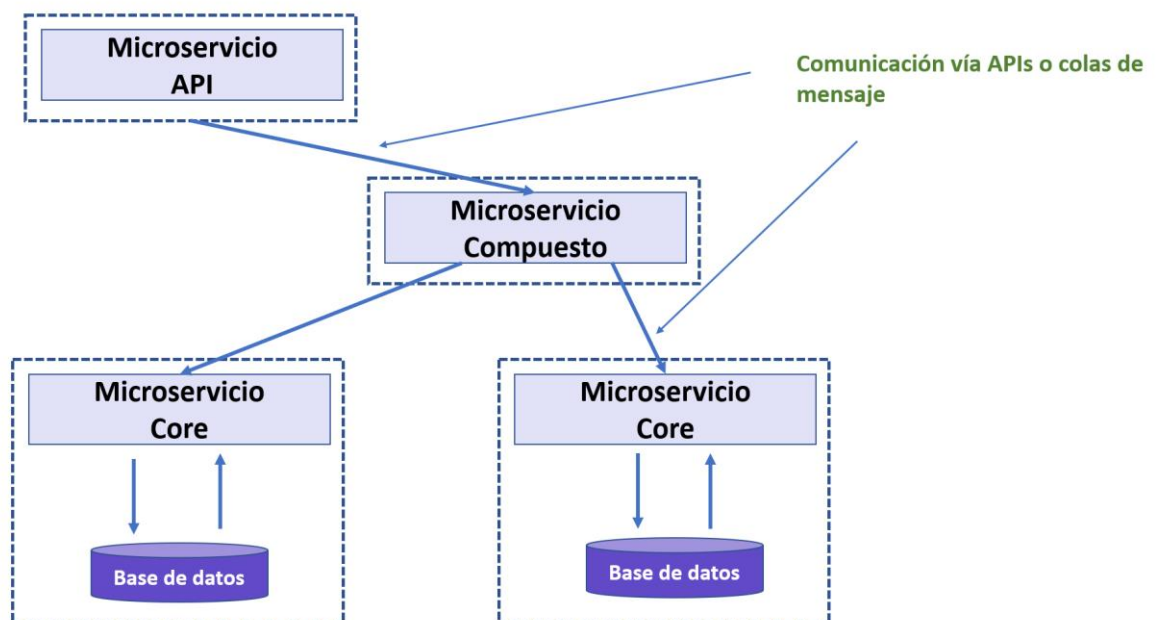 Microservicio
API
Comunicación vía APIs o colas de
mensaje
Microservicio
Compuesto
Microservicio
Core
Microservicio
Core
Base de datos
Base de datos